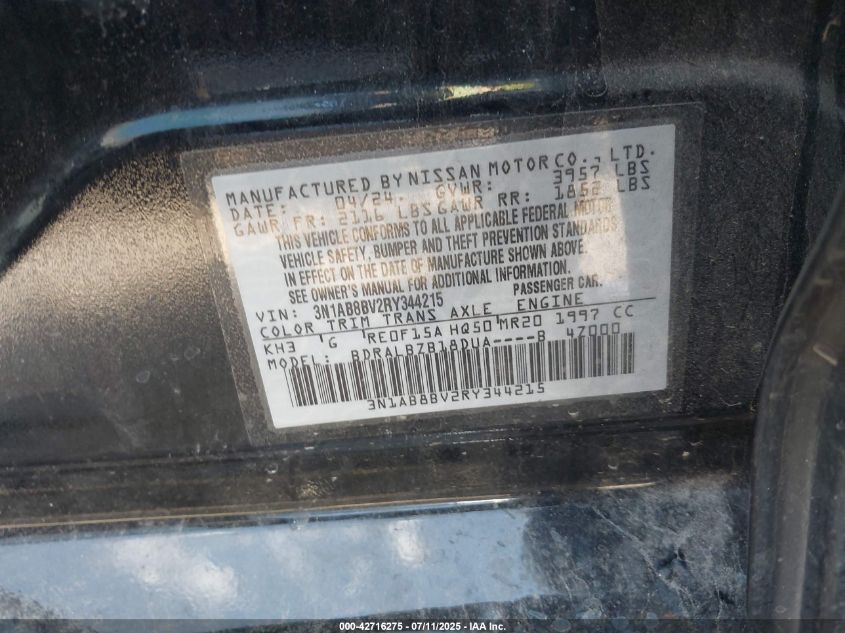 MANUFACTURED BY NISSAN MOTOR CO., LTD.
DATE: 04/24 GVWR: 3957 LBS
GAWR FR: 2116 LBS GAWR RR: 1852 LBS
THIS VEHICLE CONFORMS TO ALL APPLICABLE FEDERAL MOTOR
VEHICLE SAFETY, BUMPER AND THEFT PREVENTION STANDARDS
IN EFFECT ON THE DATE OF MANUFACTURE SHOWN ABOVE.
SEE OWNER'S MANUAL FOR ADDITIONAL INFORMATION.
VIN: 3N1AB8BV2RY344215 PASSENGER CAR.
COLOR TRIM TRANS AXLE ENGINE
KH3 'G RE0F15A HQ50 MR20 1997 CC
MODEL: BDRALBZB18DUA----B 47000
3N1AB8BV2RY344215
000-42716275 - 07/11/2025 - IAA Inc.